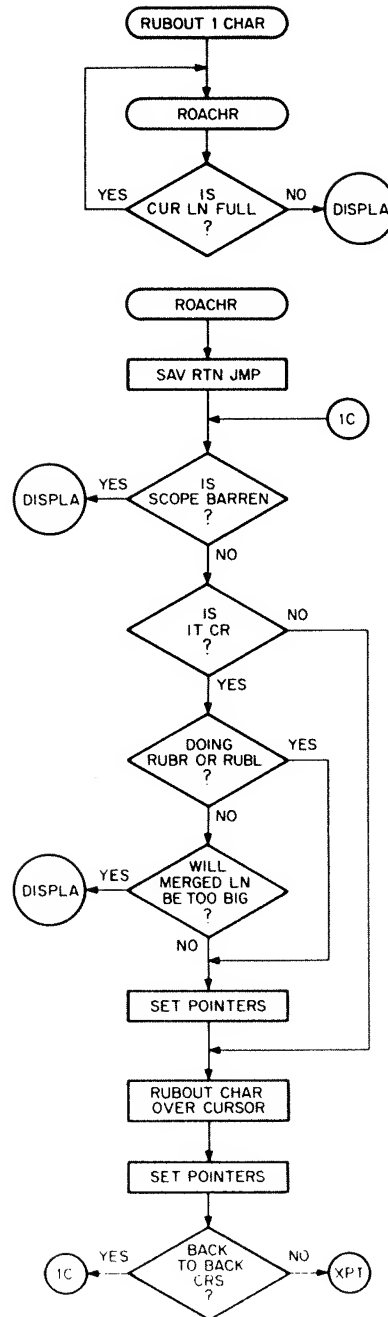 RUBOUT 1 CHAR
ROACHR
YES
IS
CUR LN FULL
?
NO
DISPLA
ROACHR
SAV RTN JMP
1C
DISPLA
YES
IS
SCOPE BARREN
?
NO
IS
IT CR
?
NO
YES
DOING
RUBR OR RUBL
?
YES
NO
DISPLA
YES
WILL
MERGED LN
BE TOO BIG
?
NO
SET POINTERS
RUBOUT CHAR
OVER CURSOR
SET POINTERS
1C
YES
BACK
TO BACK
CRS
?
NO
XPT